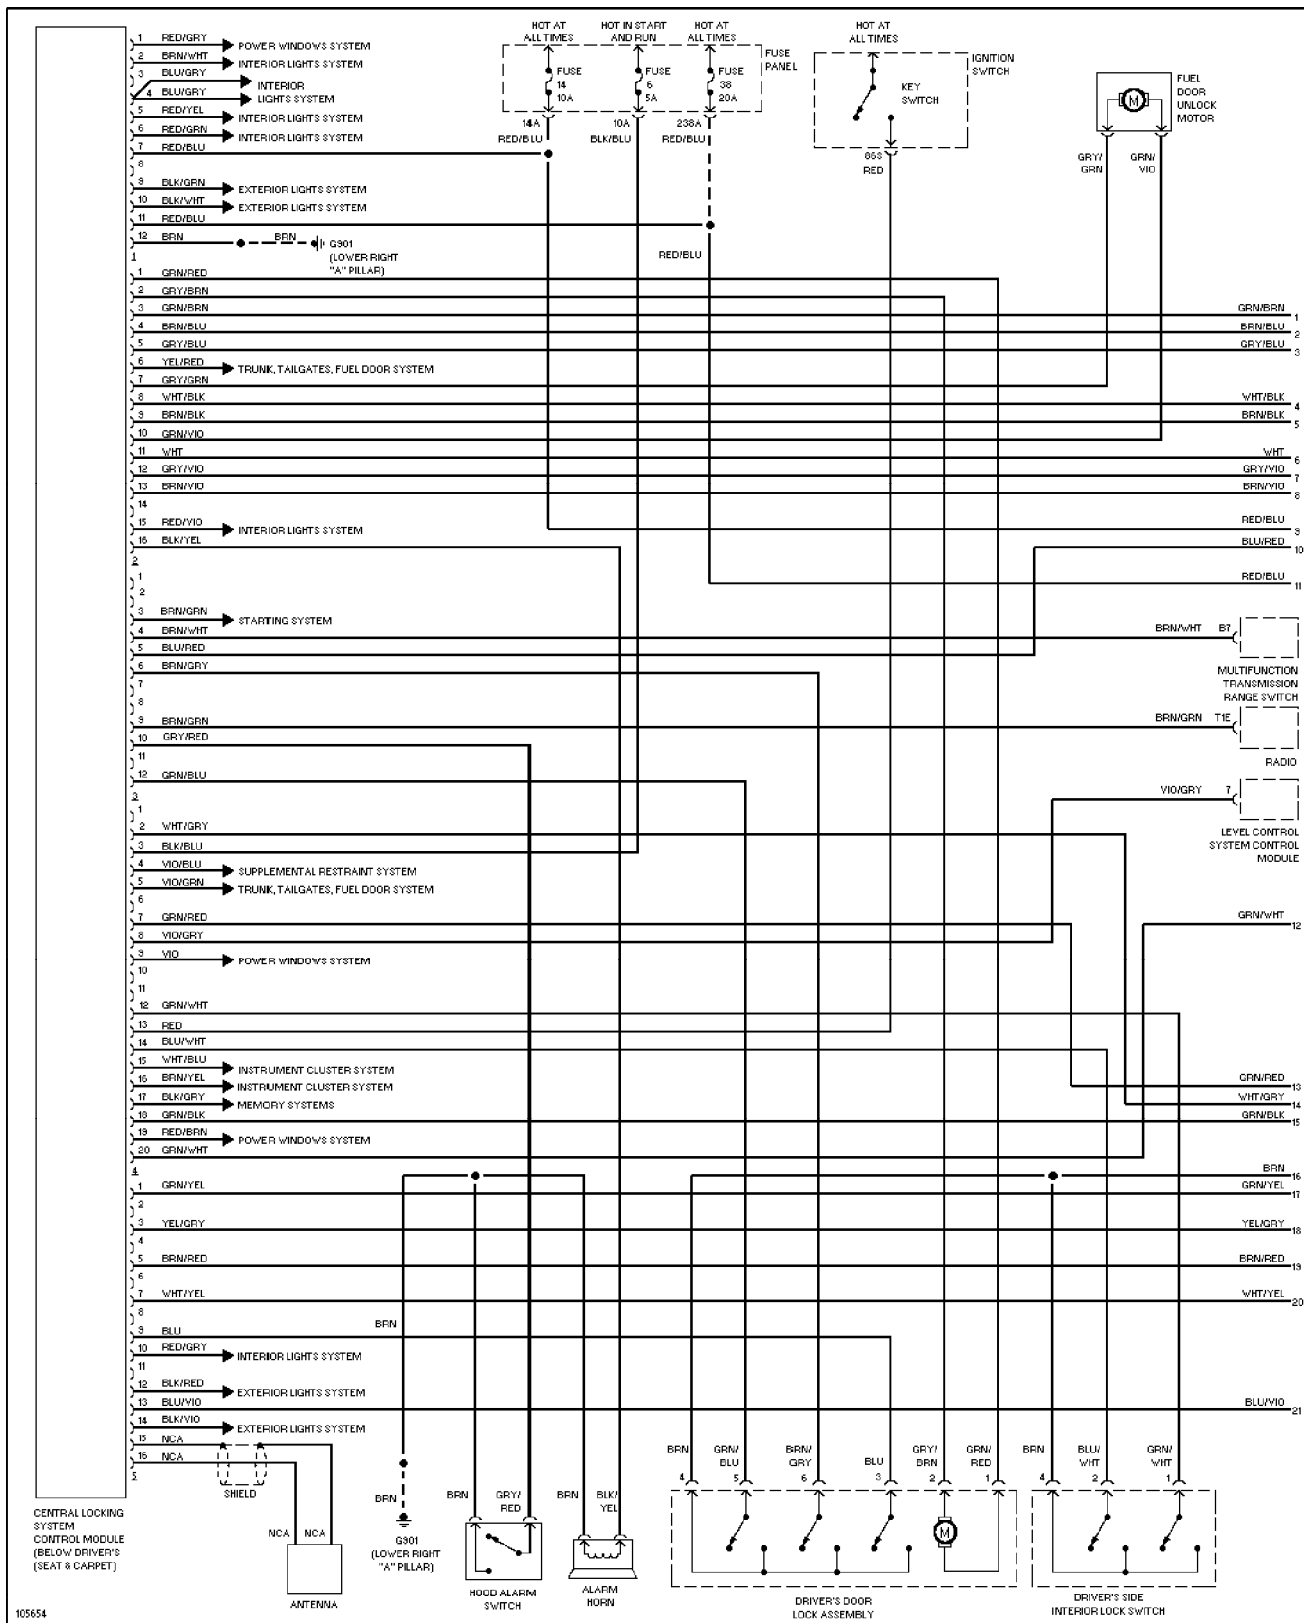 HOT AT
ALL TIMES
HOT IN START
AND RUN
HOT AT
ALL TIMES
HOT AT
ALL TIMES
FUSE
PANEL
FUSE
14
10A
FUSE
6
5A
FUSE
38
20A
14A
RED/BLU
10A
BLK/BLU
238A
RED/BLU
RED/BLU
IGNITION
SWITCH
KEY
SWITCH
86S
RED
FUEL
DOOR
UNLOCK
MOTOR
M
GRY/
GRN
GRN/
VIO
1 RED/GRY POWER WINDOWS SYSTEM
2 BRN/WHT INTERIOR LIGHTS SYSTEM
3 BLU/GRY INTERIOR
4 BLU/GRY LIGHTS SYSTEM
5 RED/YEL INTERIOR LIGHTS SYSTEM
6 RED/GRN INTERIOR LIGHTS SYSTEM
7 RED/BLU
8
9 BLK/GRN EXTERIOR LIGHTS SYSTEM
10 BLK/WHT EXTERIOR LIGHTS SYSTEM
11 RED/BLU
12 BRN BRN G901
(LOWER RIGHT
"A" PILLAR)
1
1 GRN/RED
2 GRY/BRN
3 GRN/BRN GRN/BRN 1
4 BRN/BLU BRN/BLU 2
5 GRY/BLU GRY/BLU 3
6 YEL/RED TRUNK, TAILGATES, FUEL DOOR SYSTEM
7 GRY/GRN
8 WHT/BLK WHT/BLK 4
9 BRN/BLK BRN/BLK 5
10 GRN/VIO
11 WHT WHT 6
12 GRY/VIO GRY/VIO 7
13 BRN/VIO BRN/VIO 8
14
15 RED/VIO INTERIOR LIGHTS SYSTEM RED/BLU 9
16 BLK/YEL BLU/RED 10
2
1 RED/BLU 11
2
3 BRN/GRN STARTING SYSTEM
4 BRN/WHT BRN/WHT B7
5 BLU/RED
6 BRN/GRY
MULTIFUNCTION
TRANSMISSION
RANGE SWITCH
7
8
9 BRN/GRN BRN/GRN T1E
10 GRY/RED
11
RADIO
12 GRN/BLU
3
VIO/GRY 7
1
2 WHT/GRY
3 BLK/BLU
LEVEL CONTROL
SYSTEM CONTROL
MODULE
4 VIO/BLU SUPPLEMENTAL RESTRAINT SYSTEM
5 VIO/GRN TRUNK, TAILGATES, FUEL DOOR SYSTEM
6
7 GRN/RED GRN/WHT 12
8 VIO/GRY
9 VIO POWER WINDOWS SYSTEM
10
11
12 GRN/WHT
13 RED
14 BLU/WHT
15 WHT/BLU INSTRUMENT CLUSTER SYSTEM
16 BRN/YEL INSTRUMENT CLUSTER SYSTEM GRN/RED 13
17 BLK/GRY MEMORY SYSTEMS WHT/GRY 14
18 GRN/BLK GRN/BLK 15
19 RED/BRN POWER WINDOWS SYSTEM
20 GRN/WHT
4 BRN 16
1 GRN/YEL GRN/YEL 17
2
3 YEL/GRY YEL/GRY 18
4
5 BRN/RED BRN/RED 19
6
7 WHT/YEL WHT/YEL 20
8
BRN
9 BLU
10 RED/GRY INTERIOR LIGHTS SYSTEM
11
12 BLK/RED EXTERIOR LIGHTS SYSTEM
13 BLU/VIO BLU/VIO 21
14 BLK/VIO EXTERIOR LIGHTS SYSTEM
15 NCA
16 NCA
5
SHIELD
CENTRAL LOCKING
SYSTEM
CONTROL MODULE
(BELOW DRIVER'S
(SEAT & CARPET)
NCA NCA
ANTENNA
BRN
G901
(LOWER RIGHT
"A" PILLAR)
BRN
GRY/
RED
HOOD ALARM
SWITCH
BRN
BLK/
YEL
ALARM
HORN
BRN
4
GRN/
BLU
5
BRN/
GRY
6
BLU
3
GRY/
BRN
2
GRN/
RED
1
M
DRIVER'S DOOR
LOCK ASSEMBLY
BRN
4
BLU/
WHT
2
GRN/
WHT
1
DRIVER'S SIDE
INTERIOR LOCK SWITCH
105654